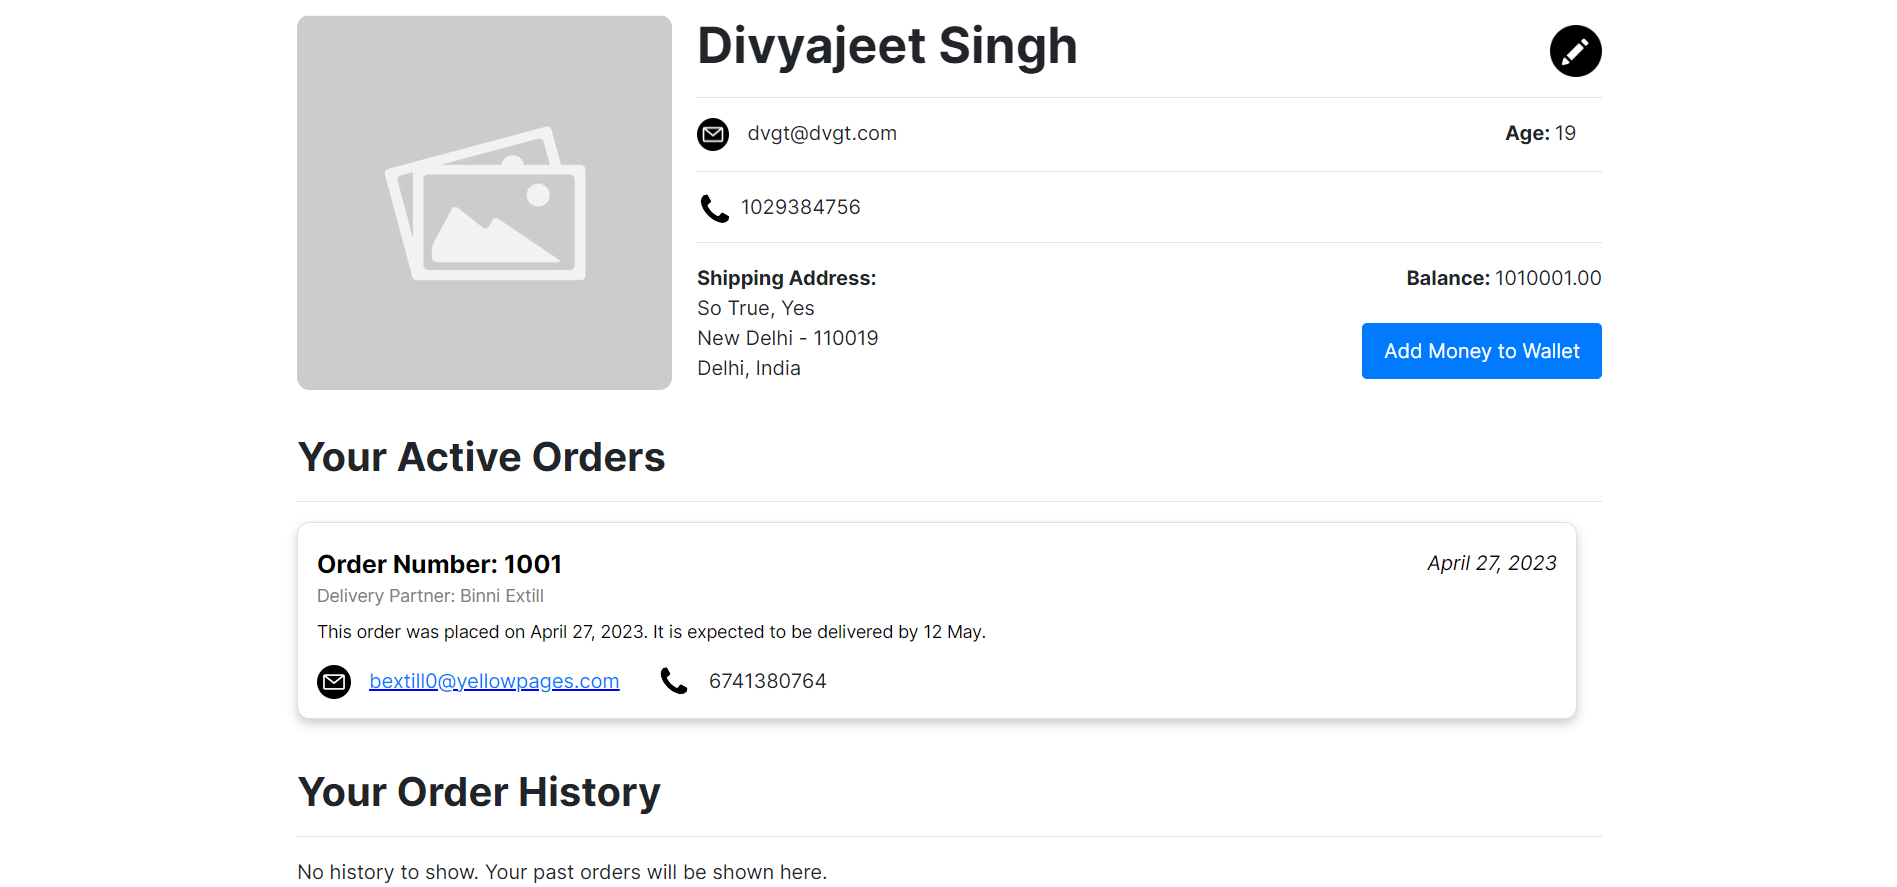 Divyajeet Singh
dvgt@dvgt.com
Age: 19
1029384756
Shipping Address:
Balance: 1010001.00
So True, Yes
New Delhi - 110019
Delhi, India
Add Money to Wallet
Your Active Orders
Order Number: 1001
April 27, 2023
Delivery Partner: Binni Extill
This order was placed on April 27, 2023. It is expected to be delivered by 12 May.
bextill0@yellowpages.com
6741380764
Your Order History
No history to show. Your past orders will be shown here.